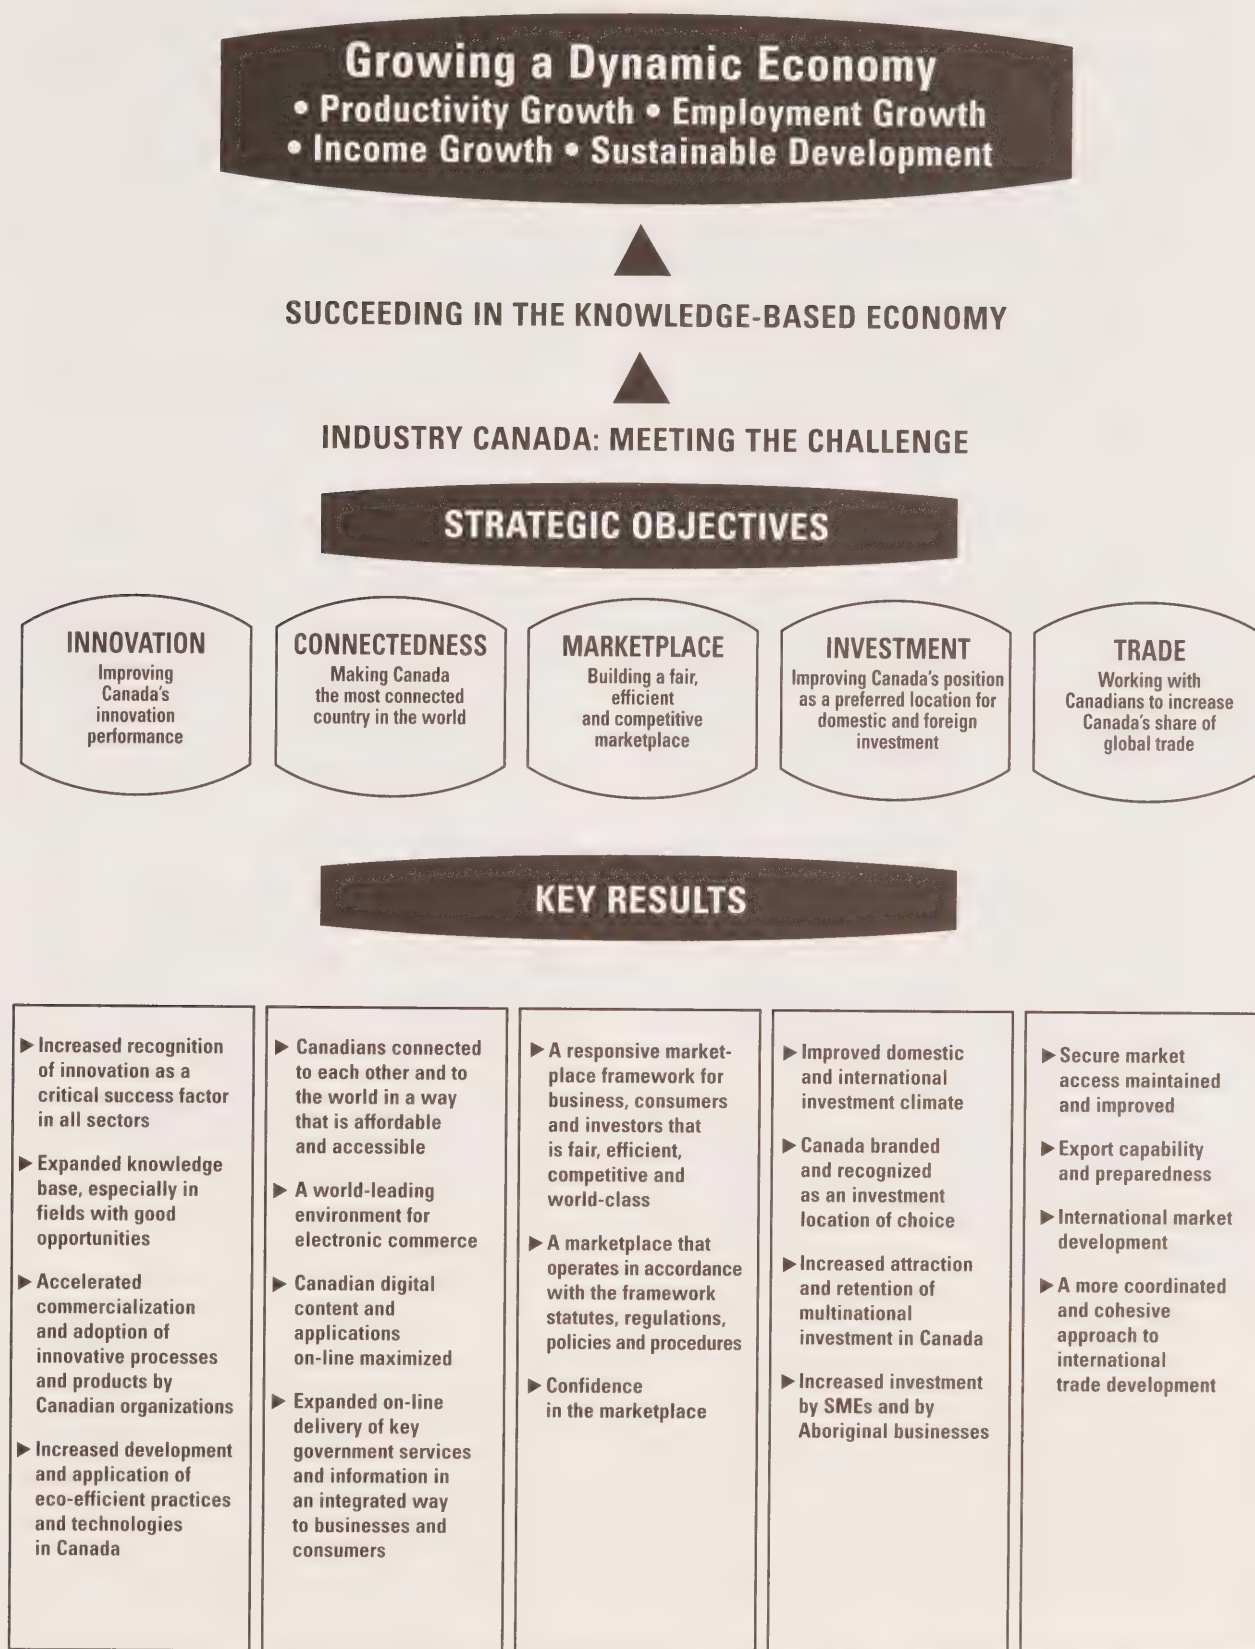 Growing a Dynamic Economy
• Productivity Growth • Employment Growth
• Income Growth • Sustainable Development
SUCCEEDING IN THE KNOWLEDGE-BASED ECONOMY
INDUSTRY CANADA: MEETING THE CHALLENGE
STRATEGIC OBJECTIVES
INNOVATION
Improving
Canada's
innovation
performance
CONNECTEDNESS
Making Canada
the most connected
country in the world
MARKETPLACE
Building a fair,
efficient
and competitive
marketplace
INVESTMENT
Improving Canada's position
as a preferred location for
domestic and foreign
investment
TRADE
Working with
Canadians to increase
Canada's share of
global trade
KEY RESULTS
▶ Increased recognition
of innovation as a
critical success factor
in all sectors
▶ Expanded knowledge
base, especially in
fields with good
opportunities
▶ Accelerated
commercialization
and adoption of
innovative processes
and products by
Canadian organizations
▶ Increased development
and application of
eco-efficient practices
and technologies
in Canada
▶ Canadians connected
to each other and to
the world in a way
that is affordable
and accessible
▶ A world-leading
environment for
electronic commerce
▶ Canadian digital
content and
applications
on-line maximized
▶ Expanded on-line
delivery of key
government services
and information in
an integrated way
to businesses and
consumers
▶ A responsive market-
place framework for
business, consumers
and investors that
is fair, efficient,
competitive and
world-class
▶ A marketplace that
operates in accordance
with the framework
statutes, regulations,
policies and procedures
▶ Confidence
in the marketplace
▶ Improved domestic
and international
investment climate
▶ Canada branded
and recognized
as an investment
location of choice
▶ Increased attraction
and retention of
multinational
investment in Canada
▶ Increased investment
by SMEs and by
Aboriginal businesses
▶ Secure market
access maintained
and improved
▶ Export capability
and preparedness
▶ International market
development
▶ A more coordinated
and cohesive
approach to
international
trade development